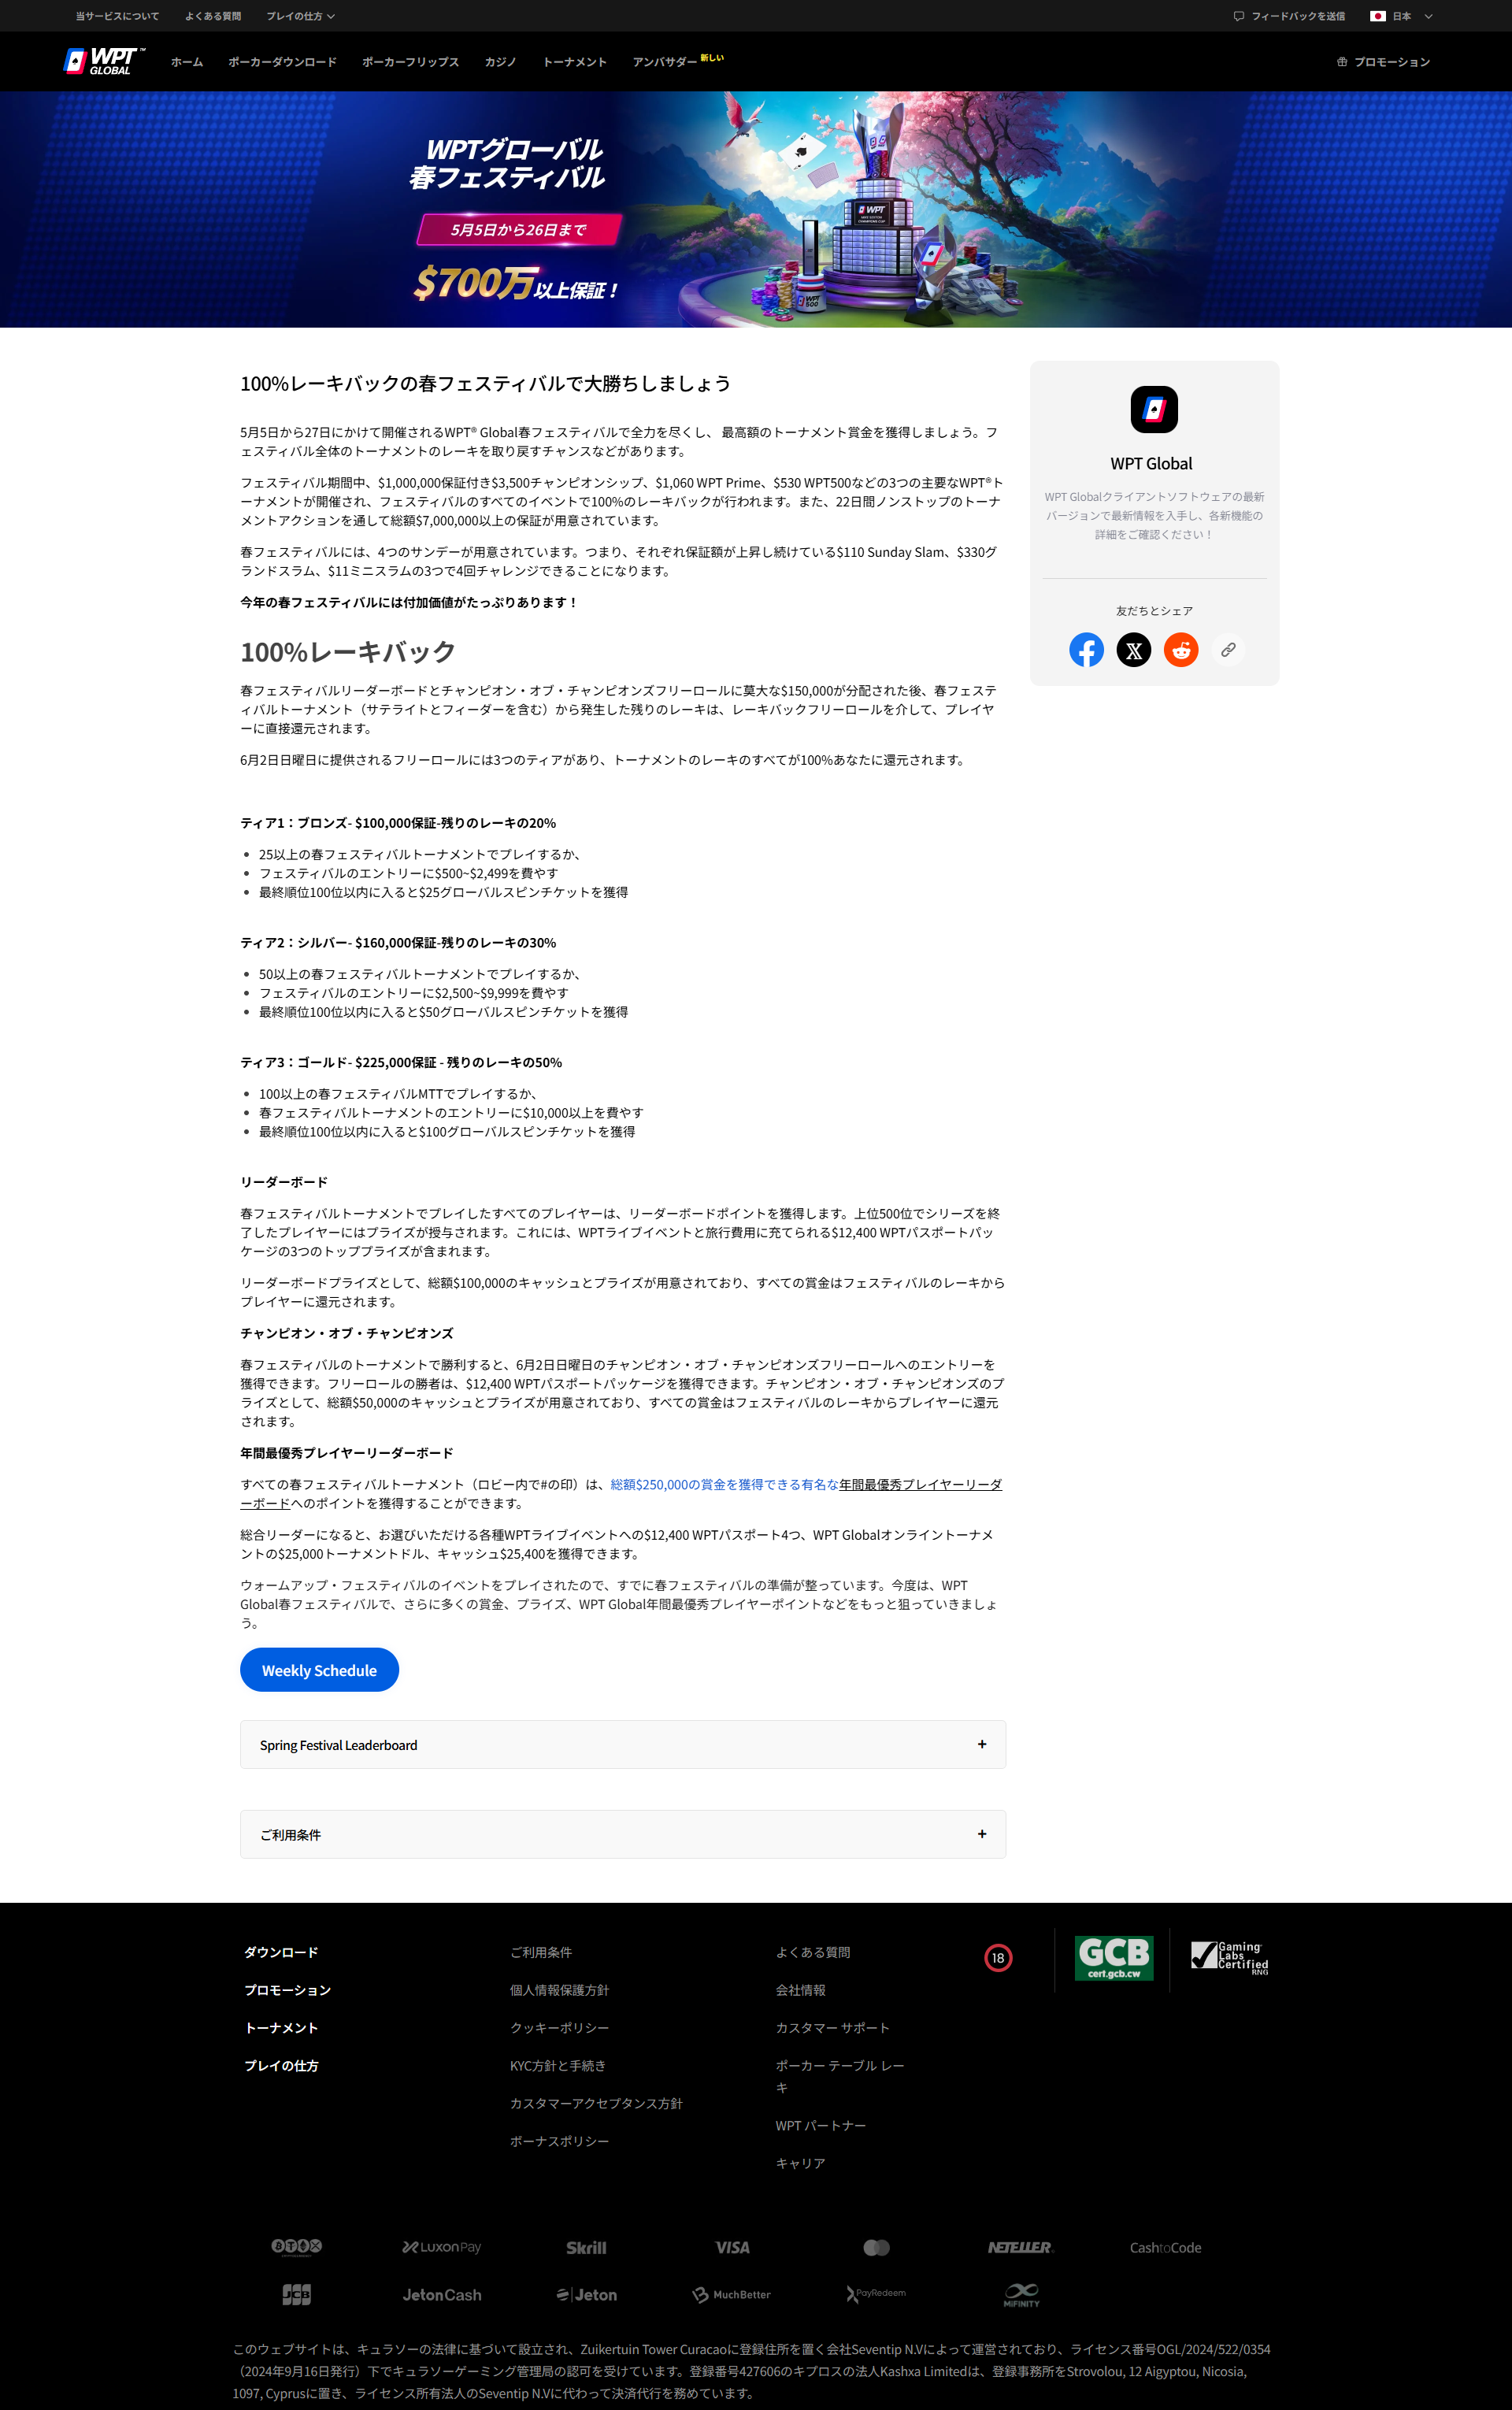 当サービスについて よくある質問 プレイの仕方 フィードバックを送信 日本
WPT™ GLOBAL ホーム ポーカーダウンロード ポーカーフリップス カジノ トーナメント アンバサダー 新しい プロモーション
WPTグローバル
春フェスティバル
5月5日から26日まで
$700万以上保証！
WPT
WPT 500
100%レーキバックの春フェスティバルで大勝ちしましょう
5月5日から27日にかけて開催されるWPT® Global春フェスティバルで全力を尽くし、 最高額のトーナメント賞金を獲得しましょう。フ
ェスティバル全体のトーナメントのレーキを取り戻すチャンスなどがあります。
フェスティバル期間中、$1,000,000保証付き$3,500チャンピオンシップ、$1,060 WPT Prime、$530 WPT500などの3つの主要なWPT®ト
ーナメントが開催され、フェスティバルのすべてのイベントで100%のレーキバックが行われます。また、22日間ノンストップのトーナ
メントアクションを通して総額$7,000,000以上の保証が用意されています。
春フェスティバルには、4つのサンデーが用意されています。つまり、それぞれ保証額が上昇し続けている$110 Sunday Slam、$330グ
ランドスラム、$11ミニスラムの3つで4回チャレンジできることになります。
今年の春フェスティバルには付加価値がたっぷりあります！
100%レーキバック
春フェスティバルリーダーボードとチャンピオン・オブ・チャンピオンズフリーロールに莫大な$150,000が分配された後、春フェステ
ィバルトーナメント（サテライトとフィーダーを含む）から発生した残りのレーキは、レーキバックフリーロールを介して、プレイヤ
ーに直接還元されます。
6月2日日曜日に提供されるフリーロールには3つのティアがあり、トーナメントのレーキのすべてが100%あなたに還元されます。
ティア1：ブロンズ- $100,000保証-残りのレーキの20%
25以上の春フェスティバルトーナメントでプレイするか、
フェスティバルのエントリーに$500~$2,499を費やす
最終順位100位以内に入ると$25グローバルスピンチケットを獲得
ティア2：シルバー- $160,000保証-残りのレーキの30%
50以上の春フェスティバルトーナメントでプレイするか、
フェスティバルのエントリーに$2,500~$9,999を費やす
最終順位100位以内に入ると$50グローバルスピンチケットを獲得
ティア3：ゴールド- $225,000保証 - 残りのレーキの50%
100以上の春フェスティバルMTTでプレイするか、
春フェスティバルトーナメントのエントリーに$10,000以上を費やす
最終順位100位以内に入ると$100グローバルスピンチケットを獲得
リーダーボード
春フェスティバルトーナメントでプレイしたすべてのプレイヤーは、リーダーボードポイントを獲得します。上位500位でシリーズを終
了したプレイヤーにはプライズが授与されます。これには、WPTライブイベントと旅行費用に充てられる$12,400 WPTパスポートパッ
ケージの3つのトッププライズが含まれます。
リーダーボードプライズとして、総額$100,000のキャッシュとプライズが用意されており、すべての賞金はフェスティバルのレーキから
プレイヤーに還元されます。
チャンピオン・オブ・チャンピオンズ
春フェスティバルのトーナメントで勝利すると、6月2日日曜日のチャンピオン・オブ・チャンピオンズフリーロールへのエントリーを
獲得できます。フリーロールの勝者は、$12,400 WPTパスポートパッケージを獲得できます。チャンピオン・オブ・チャンピオンズのプ
ライズとして、総額$50,000のキャッシュとプライズが用意されており、すべての賞金はフェスティバルのレーキからプレイヤーに還元
されます。
年間最優秀プレイヤーリーダーボード
すべての春フェスティバルトーナメント（ロビー内で#の印）は、総額$250,000の賞金を獲得できる有名な年間最優秀プレイヤーリーダ
ーボードへのポイントを獲得することができます。
総合リーダーになると、お選びいただける各種WPTライブイベントへの$12,400 WPTパスポート4つ、WPT Globalオンライントーナメ
ントの$25,000トーナメントドル、キャッシュ$25,400を獲得できます。
ウォームアップ・フェスティバルのイベントをプレイされたので、すでに春フェスティバルの準備が整っています。今度は、WPT
Global春フェスティバルで、さらに多くの賞金、プライズ、WPT Global年間最優秀プレイヤーポイントなどをもっと狙っていきましょ
う。
Weekly Schedule
Spring Festival Leaderboard +
ご利用条件 +
WPT Global
WPT Globalクライアントソフトウェアの最新
バージョンで最新情報を入手し、各新機能の
詳細をご確認ください！
友だちとシェア
ダウンロード
プロモーション
トーナメント
プレイの仕方
ご利用条件
個人情報保護方針
クッキーポリシー
KYC方針と手続き
カスタマーアクセプタンス方針
ボーナスポリシー
よくある質問
会社情報
カスタマー サポート
ポーカー テーブル レー
キ
WPT パートナー
キャリア
18
GCB
cert.gcb.cw
Gaming
Labs
Certified
RNG
LuxonPay Skrill VISA NETELLER CashtoCode
JCB JetonCash Jeton MuchBetter PayRedeem MiFINITY
このウェブサイトは、キュラソーの法律に基づいて設立され、Zuikertuin Tower Curacaoに登録住所を置く会社Seventip N.Vによって運営されており、ライセンス番号OGL/2024/522/0354
（2024年9月16日発行）下でキュラソーゲーミング管理局の認可を受けています。登録番号427606のキプロスの法人Kashxa Limitedは、登録事務所をStrovolou, 12 Aigyptou, Nicosia,
1097, Cyprusに置き、ライセンス所有法人のSeventip N.Vに代わって決済代行を務めています。